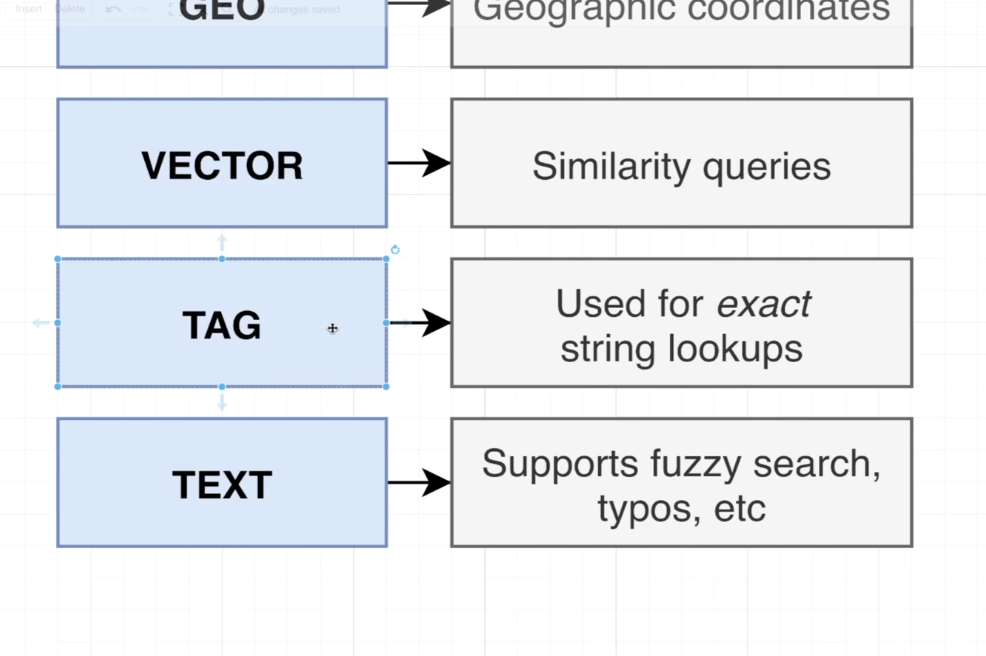 Insert Delete changes saved
GEO
Geographic coordinates
VECTOR
Similarity queries
TAG
Used for exact
string lookups
TEXT
Supports fuzzy search,
typos, etc